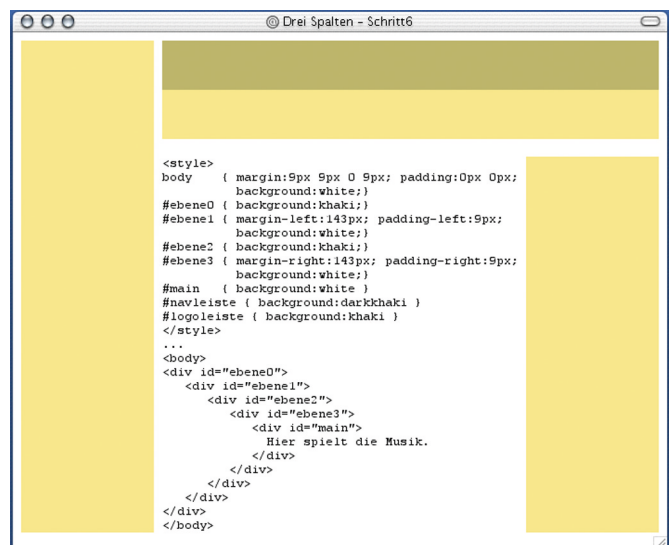 Drei Spalten - Schritt6
<style>
body    { margin:9px 9px 0 9px; padding:0px 0px;
          background:white;}
#ebene0 { background:khaki;}
#ebene1 { margin-left:143px; padding-left:9px;
          background:white;}
#ebene2 { background:khaki;}
#ebene3 { margin-right:143px; padding-right:9px;
          background:white;}
#main   { background:white }
#navleiste { background:darkkhaki }
#logoleiste { background:khaki }
</style>
...
<body>
<div id="ebene0">
   <div id="ebene1">
      <div id="ebene2">
         <div id="ebene3">
            <div id="main">
              Hier spielt die Musik.
            </div>
         </div>
      </div>
   </div>
</div>
</body>